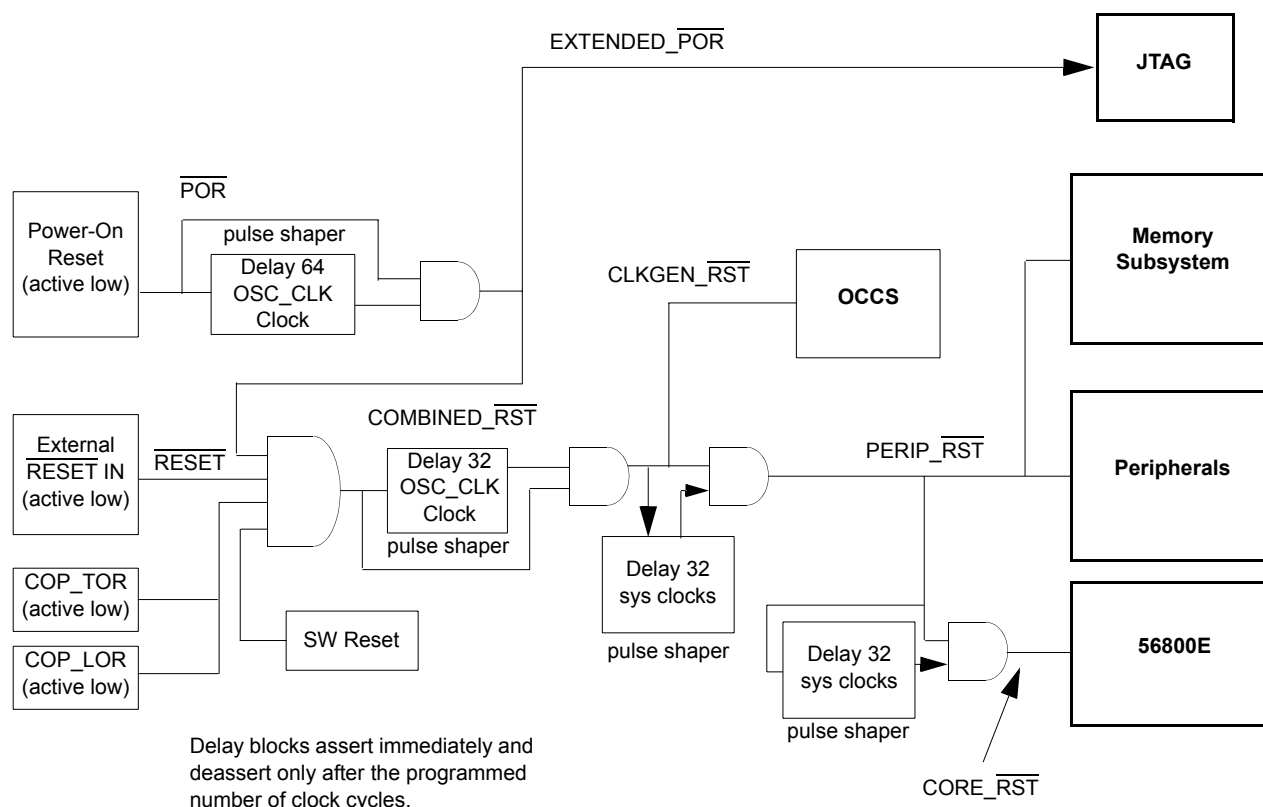 EXTENDED_POR
JTAG
POR
Power-On
Reset
(active low)
pulse shaper
Delay 64
OSC_CLK
Clock
CLKGEN_RST
OCCS
Memory
Subsystem
External
RESET IN
(active low)
RESET
COMBINED_RST
Delay 32
OSC_CLK
Clock
pulse shaper
PERIP_RST
Peripherals
COP_TOR
(active low)
SW Reset
Delay 32
sys clocks
pulse shaper
COP_LOR
(active low)
Delay 32
sys clocks
pulse shaper
56800E
CORE_RST
Delay blocks assert immediately and
deassert only after the programmed
number of clock cycles.